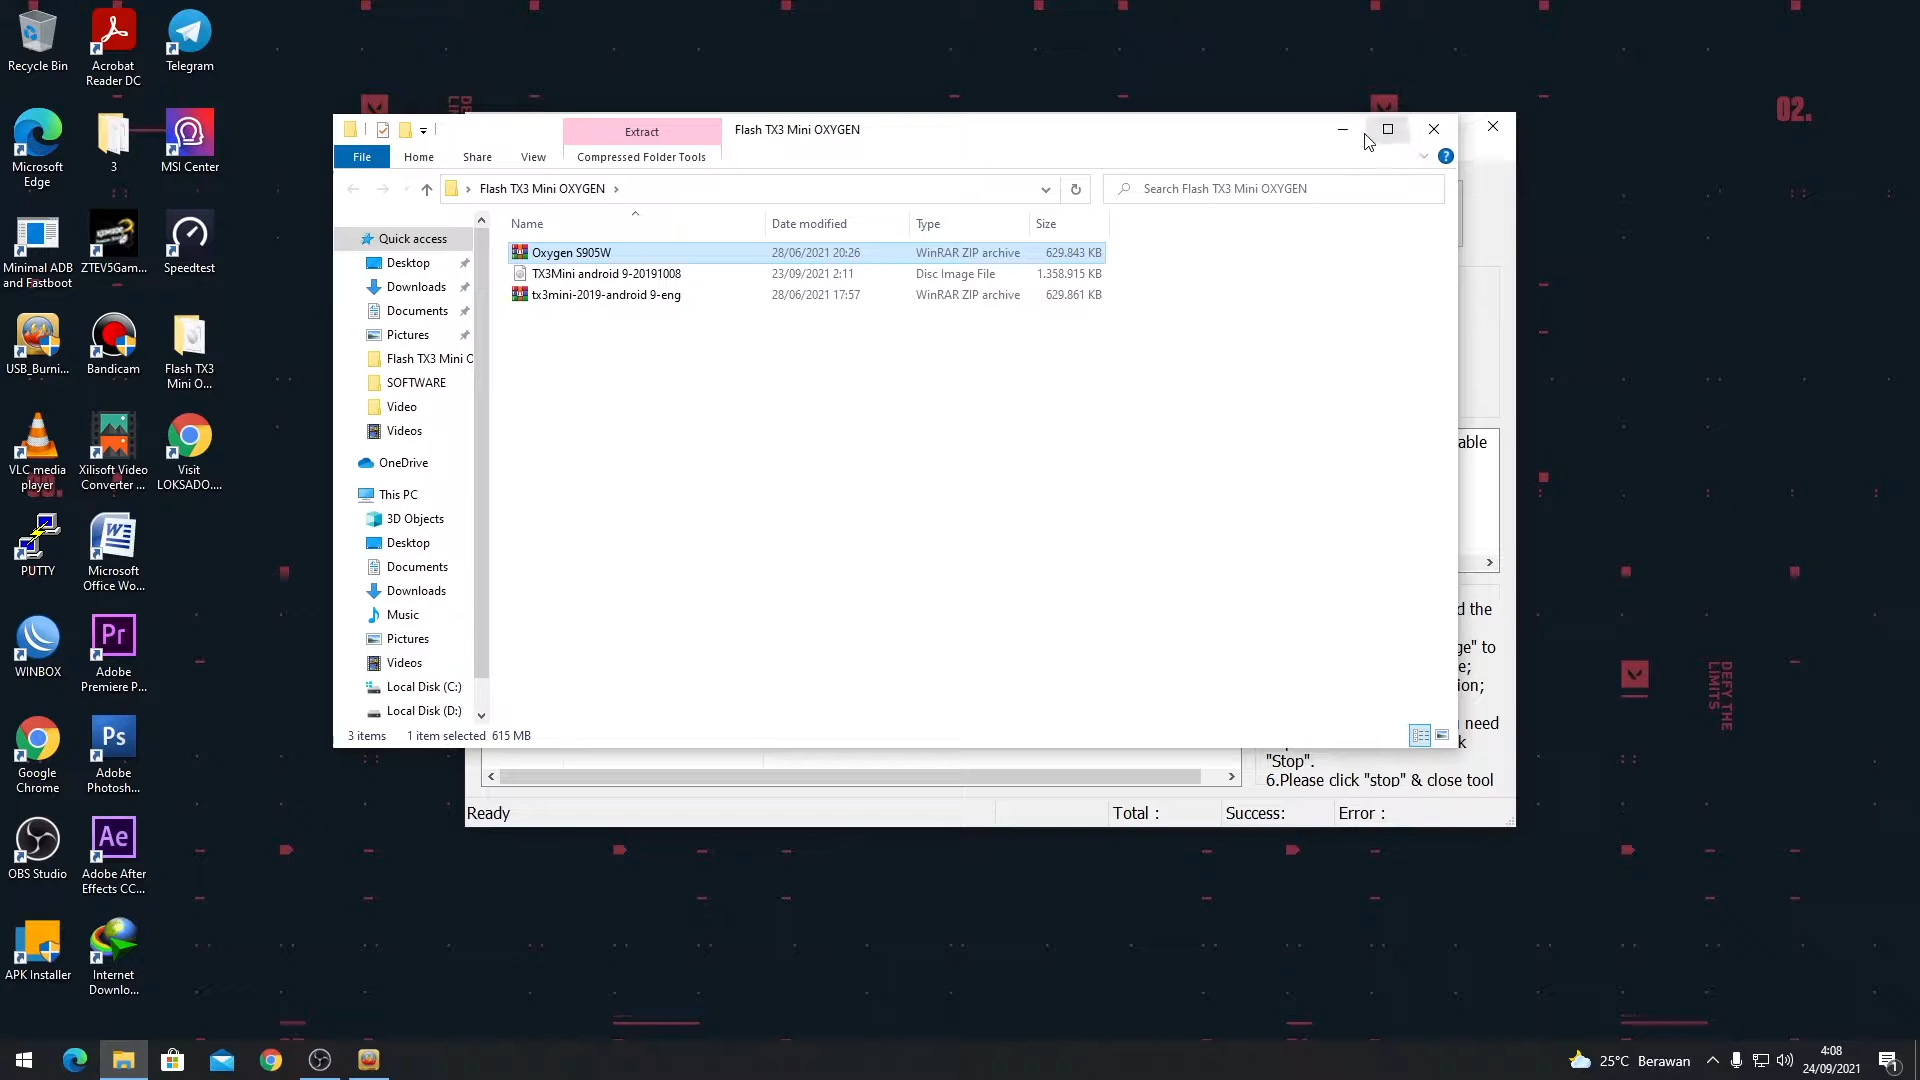 Recycle Bin
Acrobat
Reader DC
Telegram
Microsoft
Edge
3
MSI Center
Minimal ADB
and Fastboot
ZTEV5Gam...
Speedtest
USB_Burni...
Bandicam
Flash TX3
Mini O...
VLC media
player
Xilisoft Video
Converter ...
Visit
LOKSADO....
PUTTY
Microsoft
Office Wo...
WINBOX
Adobe
Premiere P...
Google
Chrome
Adobe
Photosh...
OBS Studio
Adobe After
Effects CC...
APK Installer
Internet
Downlo...
02.
DEFY THE
LIMITS
Extract
Flash TX3 Mini OXYGEN
File
Home
Share
View
Compressed Folder Tools
Flash TX3 Mini OXYGEN
Search Flash TX3 Mini OXYGEN
Name
Date modified
Type
Size
Oxygen S905W 28/06/2021 20:26 WinRAR ZIP archive 629.843 KB
TX3Mini android 9-20191008 23/09/2021 2:11 Disc Image File 1.358.915 KB
tx3mini-2019-android 9-eng 28/06/2021 17:57 WinRAR ZIP archive 629.861 KB
Quick access
Desktop
Downloads
Documents
Pictures
Flash TX3 Mini O
SOFTWARE
Video
Videos
OneDrive
This PC
3D Objects
Desktop
Documents
Downloads
Music
Pictures
Videos
Local Disk (C:)
Local Disk (D:)
3 items 1 item selected 615 MB
able
d the
ge" to
e;
ion;
need
k
"Stop".
6.Please click "stop" & close tool
Ready
Total :
Success:
Error :
25°C Berawan
4:08
24/09/2021
1